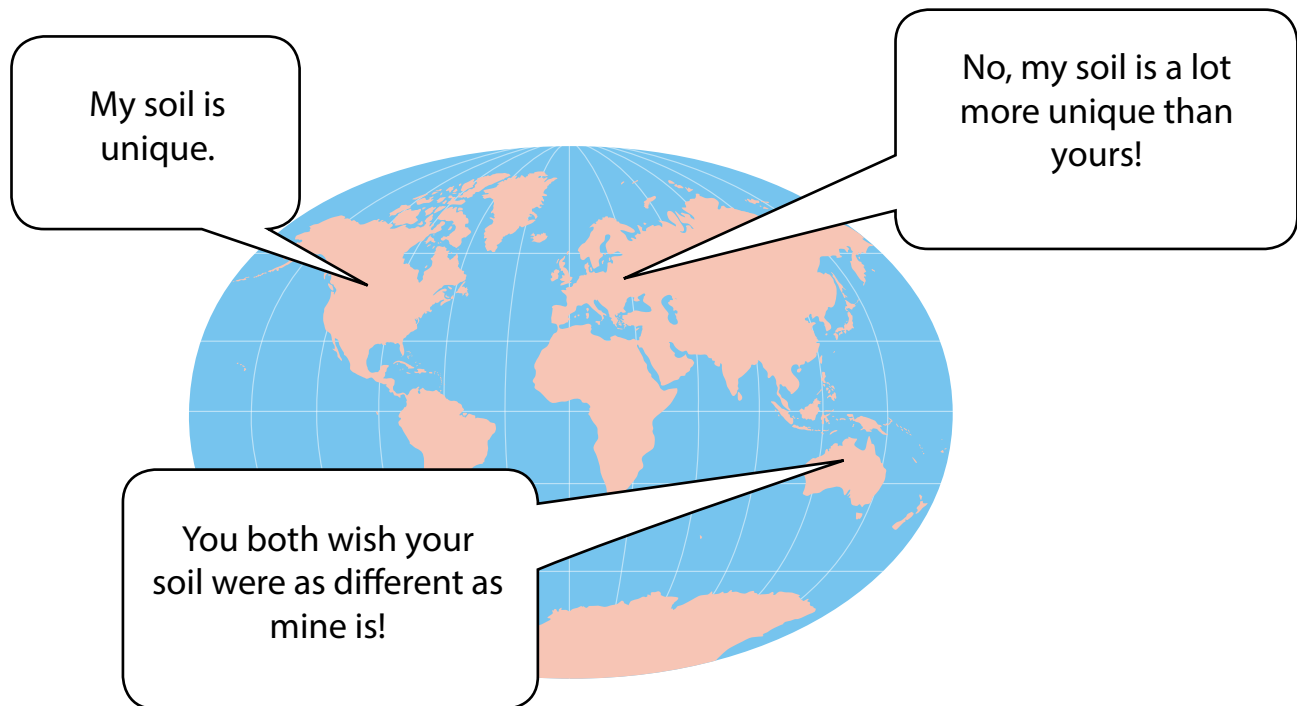 My soil is
unique.
No, my soil is a lot
more unique than
yours!
You both wish your
soil were as different as
mine is!